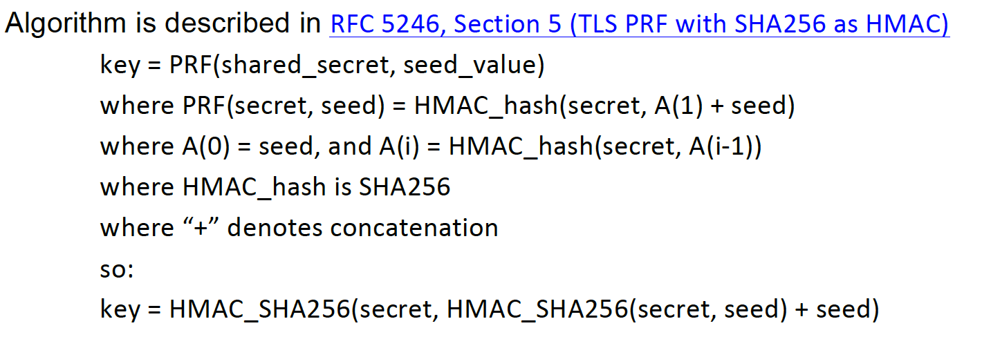 Algorithm is described in RFC 5246, Section 5 (TLS PRF with SHA256 as HMAC)
key = PRF(shared_secret, seed_value)
where PRF(secret, seed) = HMAC_hash(secret, A(1) + seed)
where A(0) = seed, and A(i) = HMAC_hash(secret, A(i-1))
where HMAC_hash is SHA256
where “+” denotes concatenation
so:
key = HMAC_SHA256(secret, HMAC_SHA256(secret, seed) + seed)